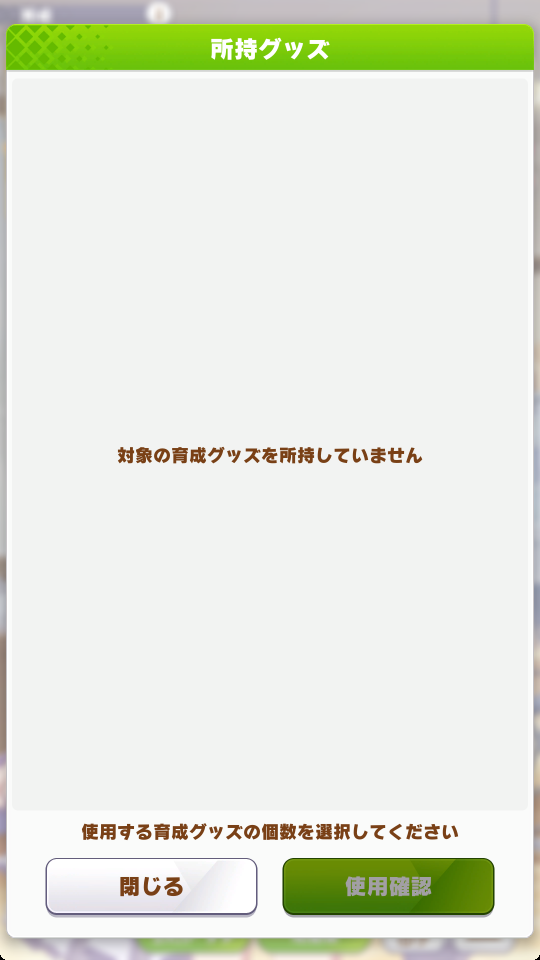 所持グッズ
対象の育成グッズを所持していません
使用する育成グッズの個数を選択してください
閉じる
使用確認